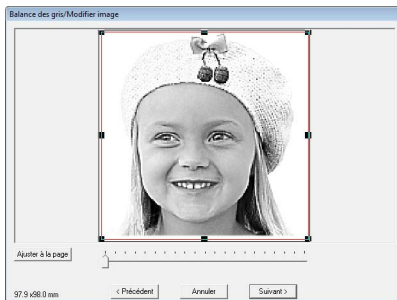 Balance des gris/Modifier image
Ajuster à la page
97.9 x98.0 mm
< Précédent
Annuler
Suivant >